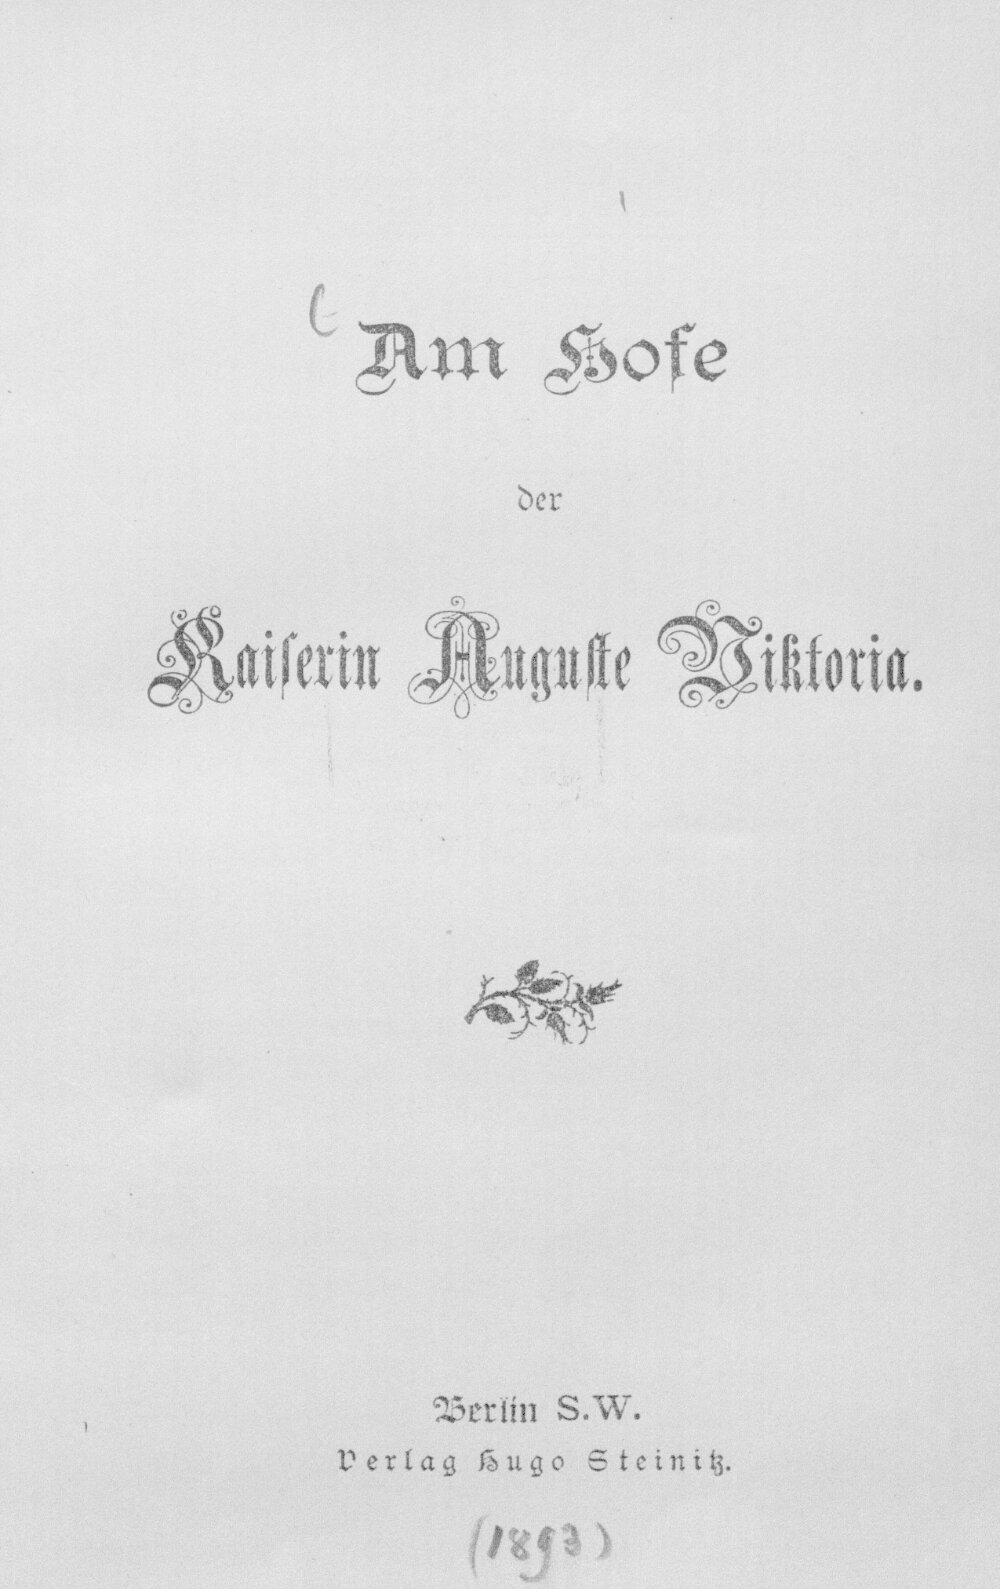 Am Hofe
der
Kaiserin Auguste Viktoria.
Berlin S.W.
Verlag Hugo Steinitz.
(1893)